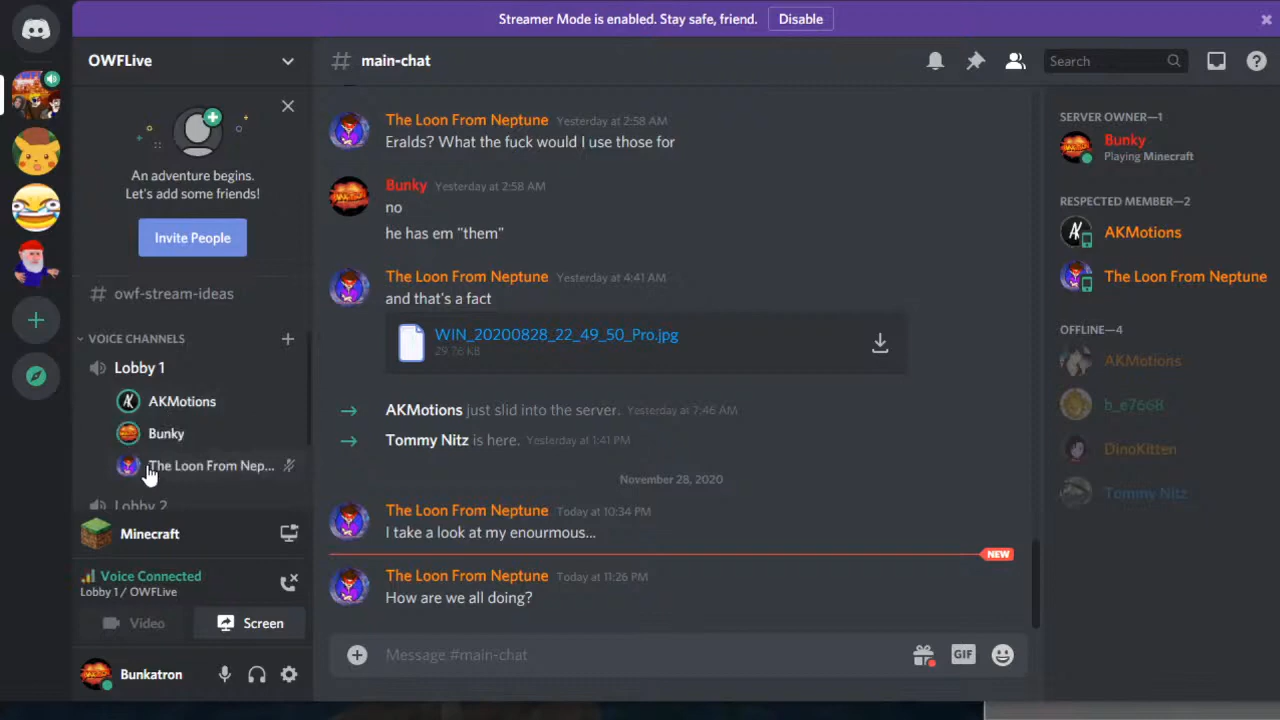 Streamer Mode is enabled. Stay safe, friend. Disable
OWFLive
An adventure begins.
Let's add some friends!
Invite People
owf-stream-ideas
VOICE CHANNELS
Lobby 1
AKMotions
Bunky
The Loon From Nep...
Lobby 2
Minecraft
Voice Connected
Lobby 1 / OWFLive
Video
Screen
Bunkatron
# main-chat
Search
The Loon From Neptune Yesterday at 2:58 AM
Eralds? What the fuck would I use those for
Bunky Yesterday at 2:58 AM
no
he has em "them"
The Loon From Neptune Yesterday at 4:41 AM
and that's a fact
WIN_20200828_22_49_50_Pro.jpg
29.76 KB
AKMotions just slid into the server. Yesterday at 7:46 AM
Tommy Nitz is here. Yesterday at 1:41 PM
November 28, 2020
The Loon From Neptune Today at 10:34 PM
I take a look at my enourmous...
NEW
The Loon From Neptune Today at 11:26 PM
How are we all doing?
Message #main-chat
GIF
SERVER OWNER—1
Bunky
Playing Minecraft
RESPECTED MEMBER—2
AKMotions
The Loon From Neptune
OFFLINE—4
AKMotions
b_e7668
DinoKitten
Tommy Nitz